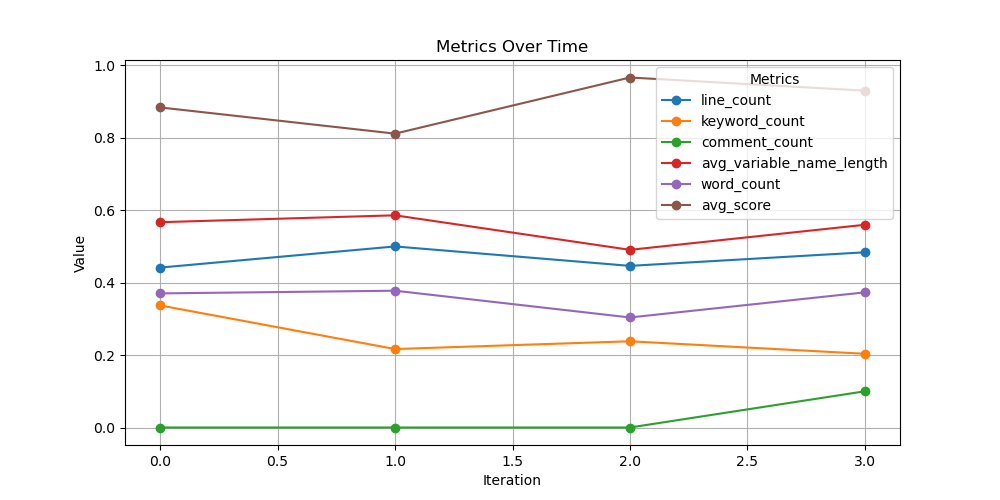 Metrics Over Time
Value
1.0
0.8
0.6
0.4
0.2
0.0
Metrics
line_count
keyword_count
comment_count
avg_variable_name_length
word_count
avg_score
0.0 0.5 1.0 1.5 2.0 2.5 3.0
Iteration